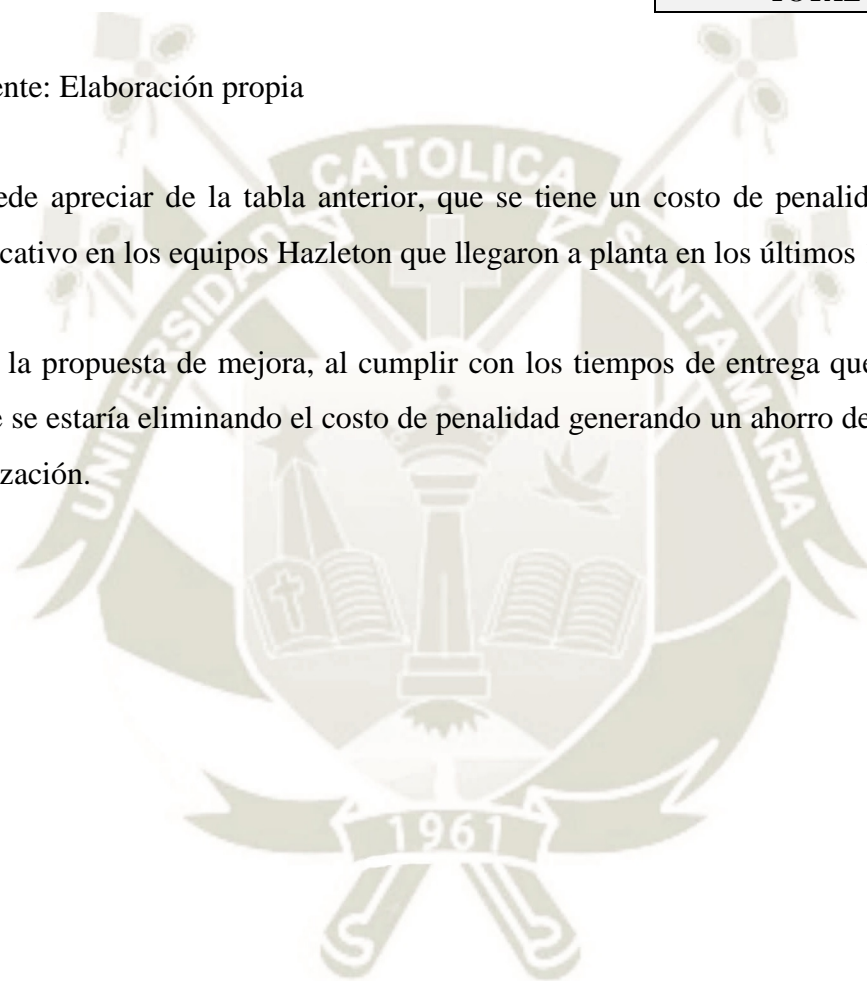 TOTAL
ente: Elaboración propia
ede apreciar de la tabla anterior, que se tiene un costo de penalid
cativo en los equipos Hazleton que llegaron a planta en los últimos
la propuesta de mejora, al cumplir con los tiempos de entrega que
e se estaría eliminando el costo de penalidad generando un ahorro de
zación.
UNIVERSIDAD CATOLICA SANTA MARIA
1961